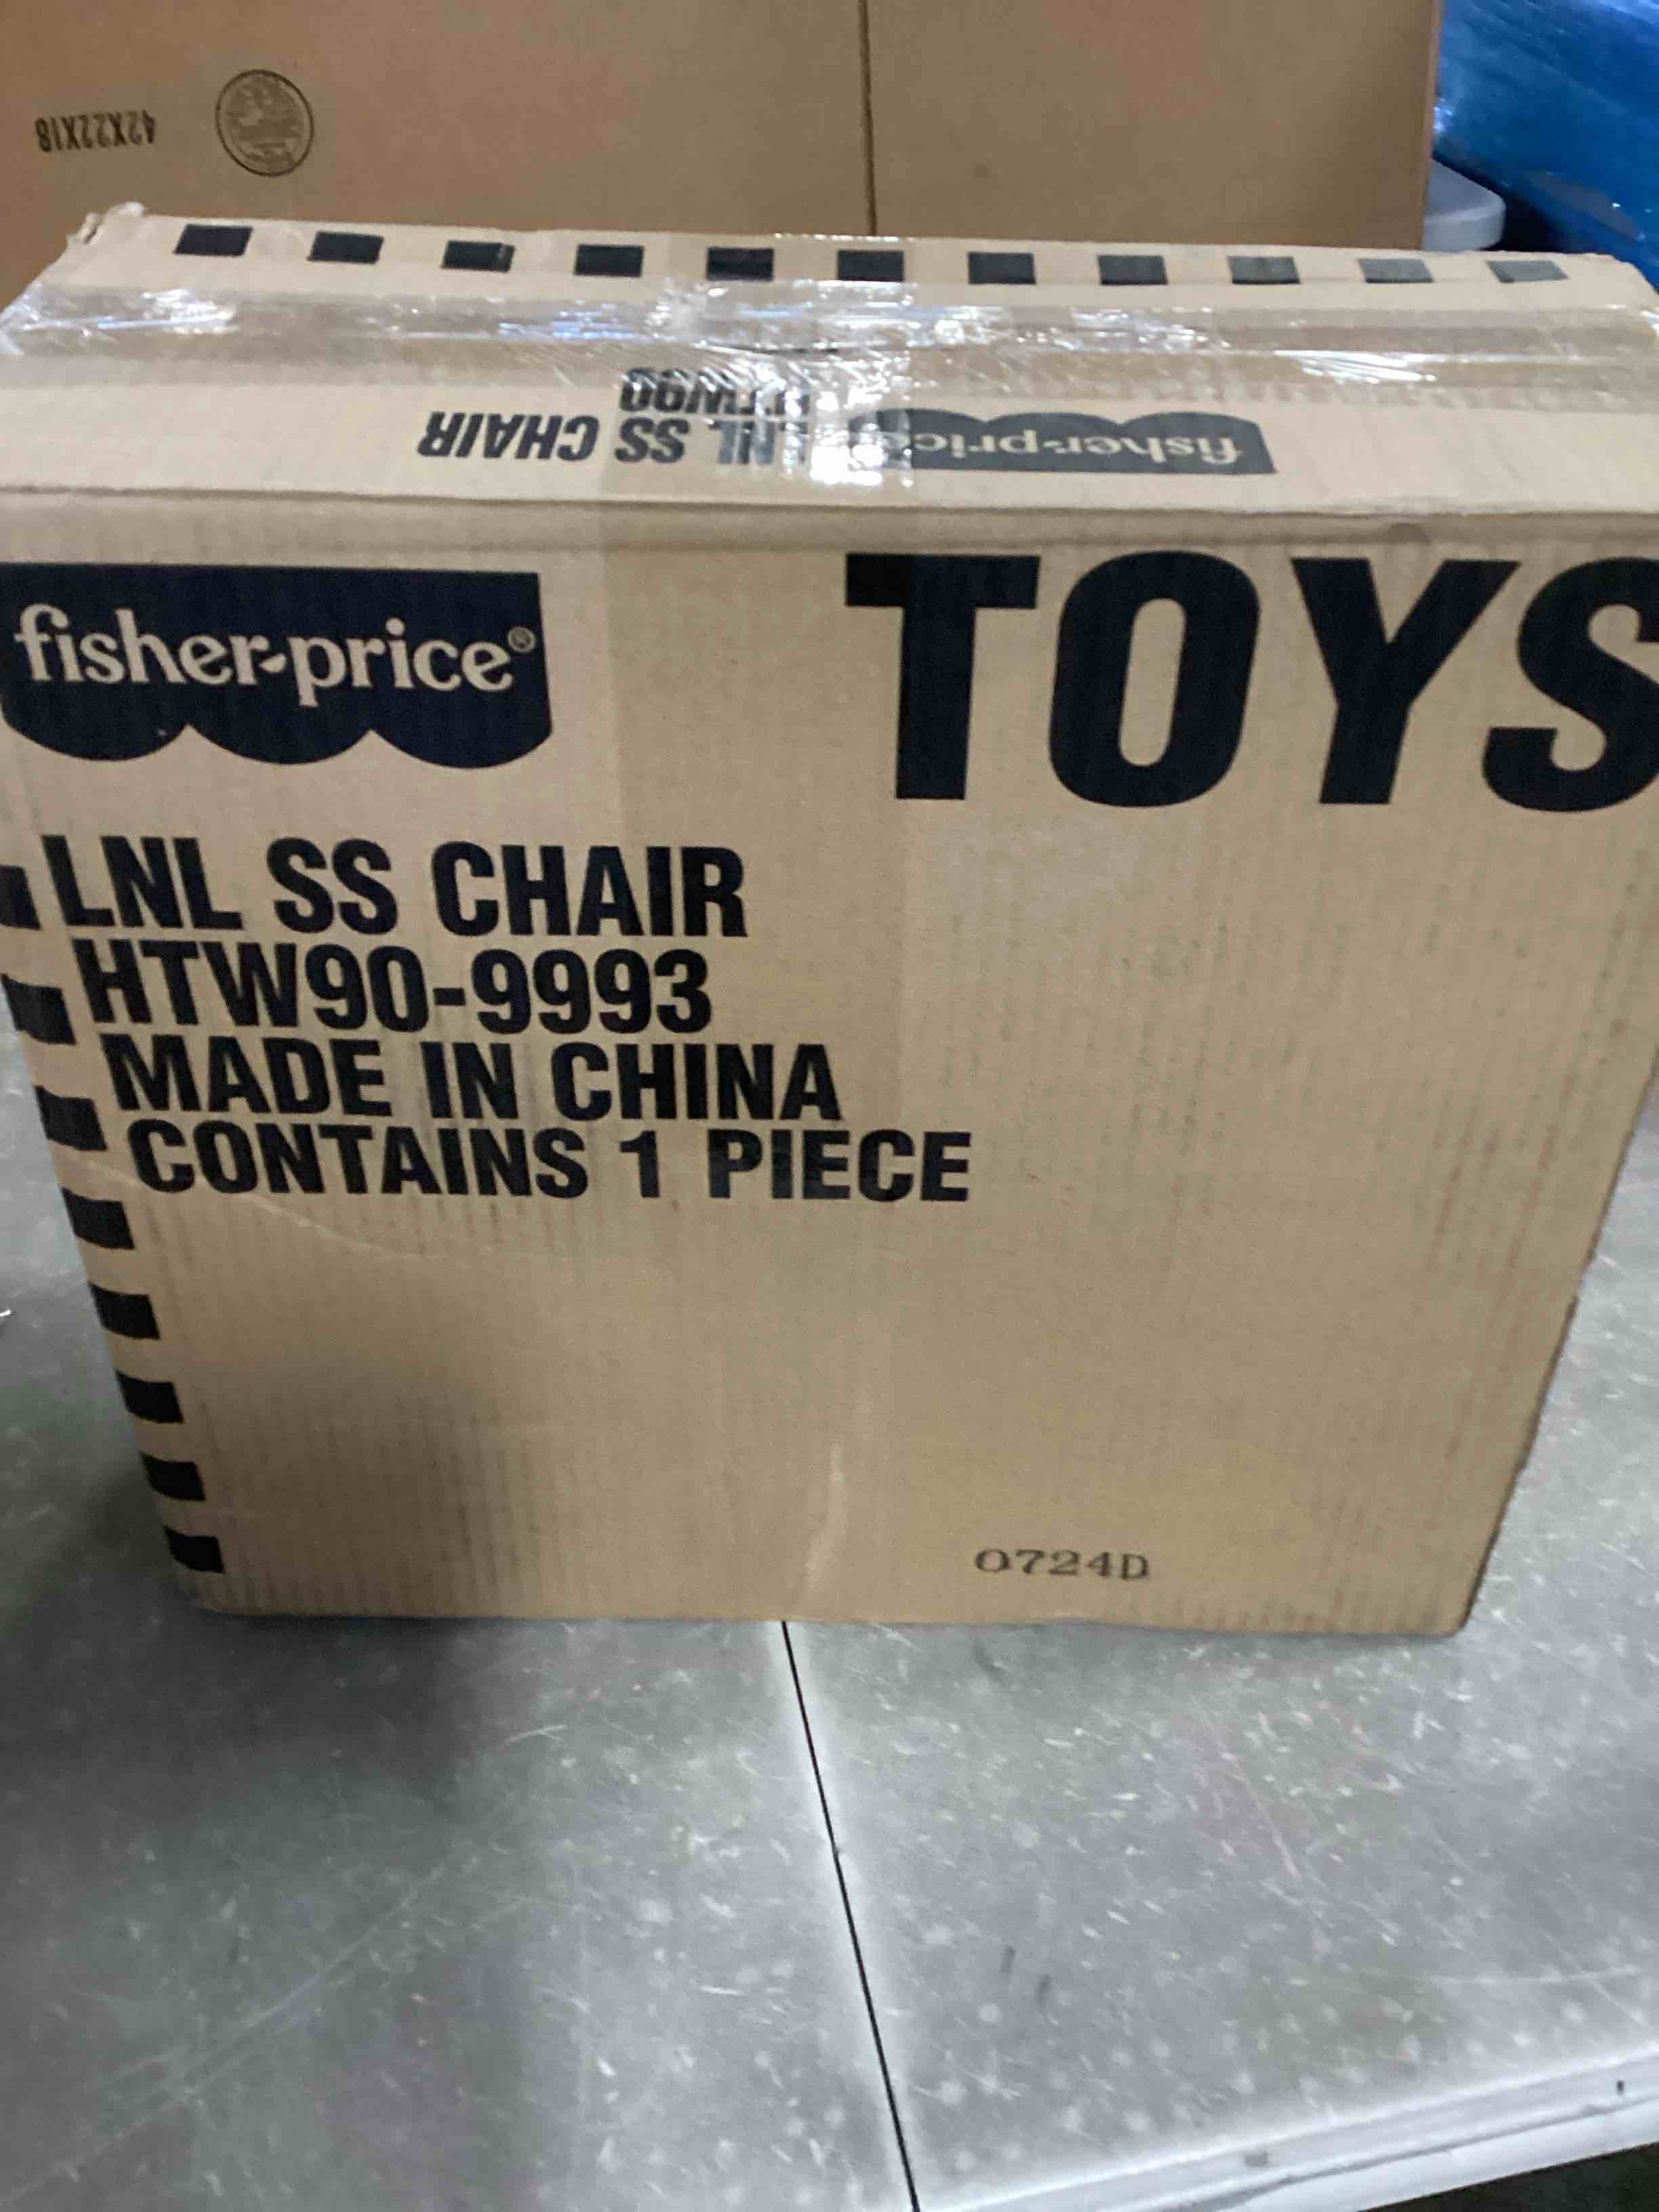 42X22X18
HTW90
LNL SS CHAIR
fisher-price
fisher-price®
TOYS
LNL SS CHAIR
HTW90-9993
MADE IN CHINA
CONTAINS 1 PIECE
0724D